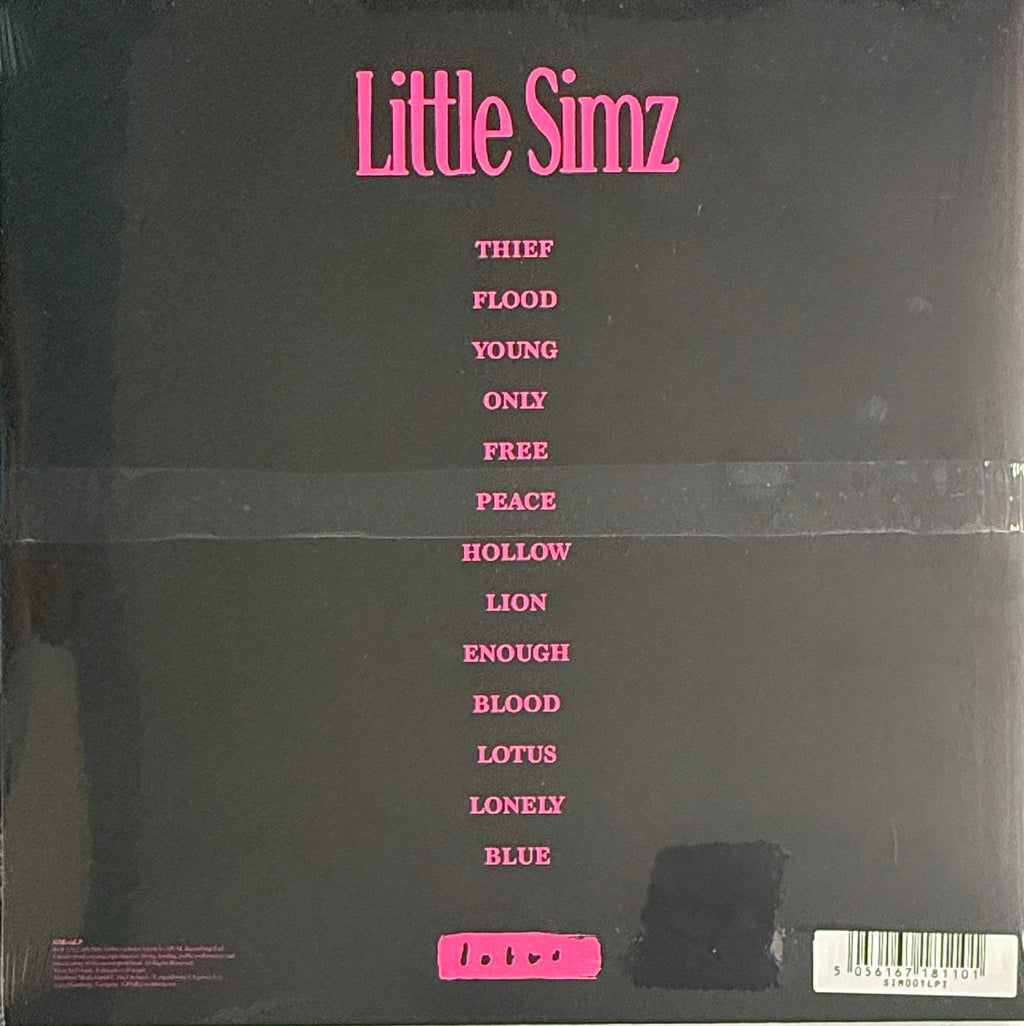 Little Simz
THIEF
FLOOD
YOUNG
ONLY
FREE
PEACE
HOLLOW
LION
ENOUGH
BLOOD
LOTUS
LONELY
BLUE
lotus
5 056167 181101
SIM001LPI